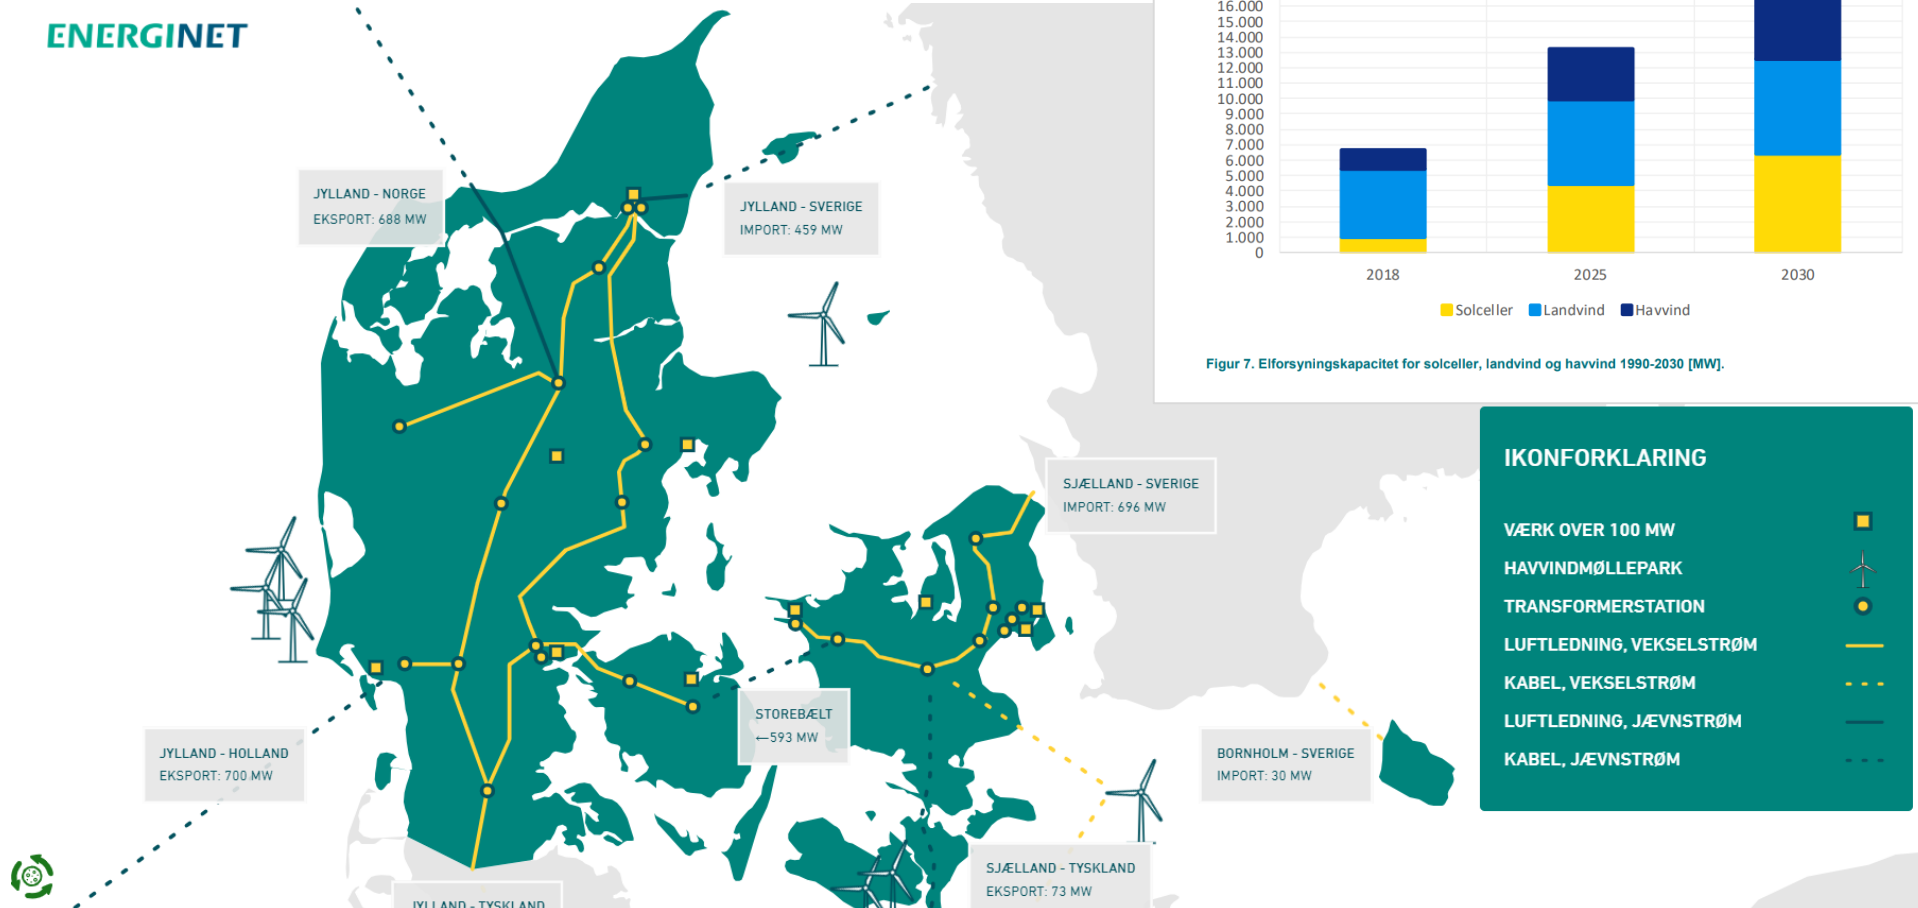 ENERGINET
JYLLAND - NORGE
EKSPORT: 688 MW
JYLLAND - SVERIGE
IMPORT: 459 MW
16.000
15.000
14.000
13.000
12.000
11.000
10.000
9.000
8.000
7.000
6.000
5.000
4.000
3.000
2.000
1.000
0
2018 2025 2030
Solceller Landvind Havvind
Figur 7. Elforsyningskapacitet for solceller, landvind og havvind 1990-2030 [MW].
SJÆLLAND - SVERIGE
IMPORT: 696 MW
IKONFORKLARING
VÆRK OVER 100 MW
HAVVINDMØLLEPARK
TRANSFORMERSTATION
LUFTLEDNING, VEKSELSTRØM
KABEL, VEKSELSTRØM
LUFTLEDNING, JÆVNSTRØM
KABEL, JÆVNSTRØM
STOREBÆLT
←593 MW
JYLLAND - HOLLAND
EKSPORT: 700 MW
BORNHOLM - SVERIGE
IMPORT: 30 MW
SJÆLLAND - TYSKLAND
EKSPORT: 73 MW
JYLLAND - TYSKLAND